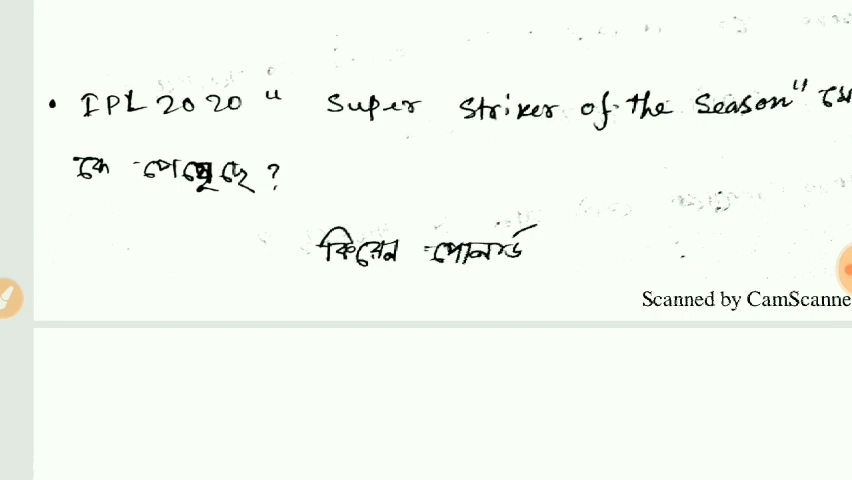 • IPL 2020 " Super Striker of the Season"
কে পেয়েছে?
কিরেন পোলার্ড
Scanned by CamScanne